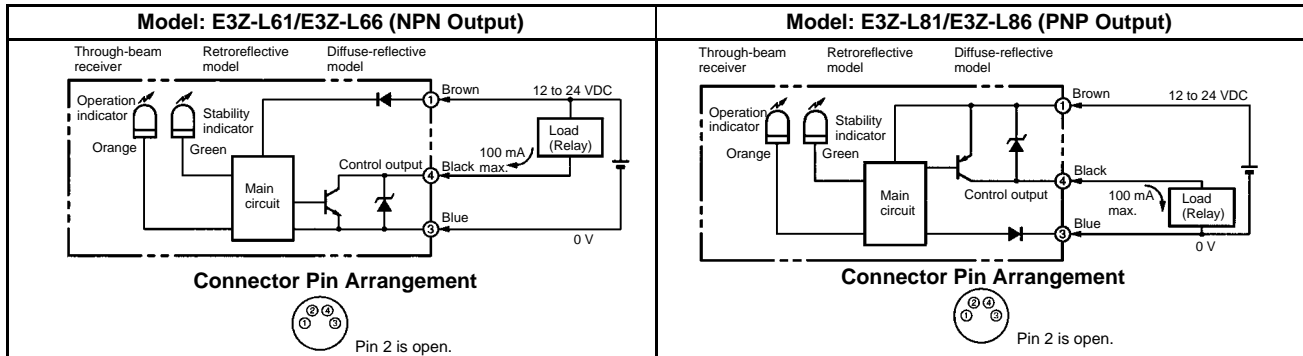 Model: E3Z-L61/E3Z-L66 (NPN Output)
Through-beam receiver
Retroreflective model
Diffuse-reflective model
Operation indicator
Stability indicator
Orange
Green
Main circuit
Control output
1
Brown
12 to 24 VDC
Load (Relay)
100 mA max.
4
Black
3
Blue
0 V
Connector Pin Arrangement
2 4
1 3
Pin 2 is open.
Model: E3Z-L81/E3Z-L86 (PNP Output)
Through-beam receiver
Retroreflective model
Diffuse-reflective model
Operation indicator
Stability indicator
Orange
Green
Main circuit
Control output
1
Brown
12 to 24 VDC
4
Black
100 mA max.
Load (Relay)
3
Blue
0 V
Connector Pin Arrangement
2 4
1 3
Pin 2 is open.